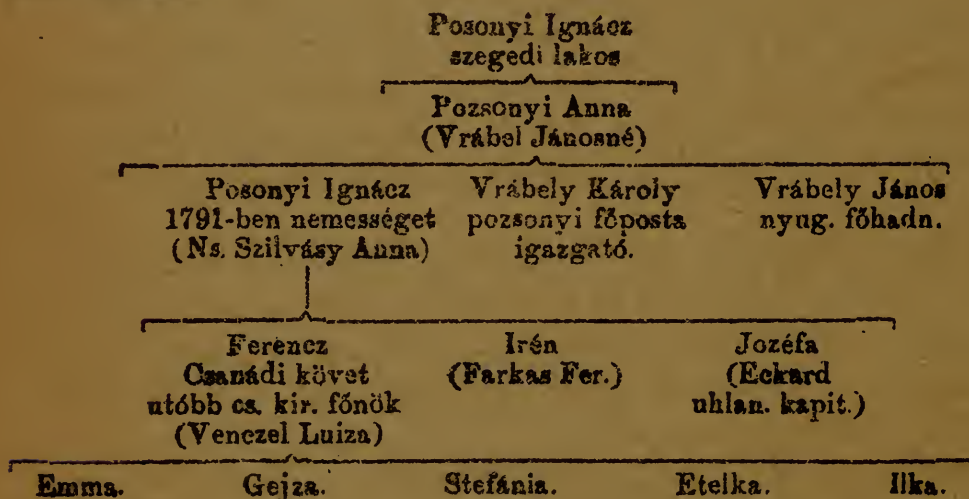 Posonyi Ignácz
szegedi lakos
Pozsonyi Anna
(Vrábel Jánosné)
Posonyi Ignácz Vrábely Károly Vrábely János
1791-ben nemességet pozsonyi főposta nyug. főhadn.
(Ns. Szilvásy Anna) igazgató.
Ferencz Irén Jozéfa
Csanádi követ (Farkas Fer.) (Eckard
utóbb cs. kir. főnök uhlan. kapit.)
(Venczel Luiza)
Emma. Gejza. Stefánia. Etelka. Ilka.